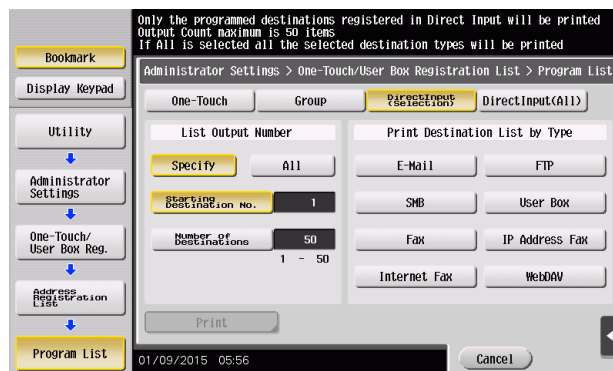 Only the programmed destinations registered in Direct Input will be printed
Output Count maximum is 50 items
If All is selected all the selected destination types will be printed
Bookmark
Display Keypad
Utility
Administrator
Settings
One-Touch/
User Box Reg.
Address
Registration
List
Program List
Administrator Settings > One-Touch/User Box Registration List > Program List
One-Touch
Group
DirectInput
(Selection)
DirectInput(All)
List Output Number
Specify
All
Starting
Destination No.
1
Number of
Destinations
50
1 - 50
Print Destination List by Type
E-Mail
FTP
SMB
User Box
Fax
IP Address Fax
Internet Fax
WebDAV
Print
01/09/2015 05:56
Cancel